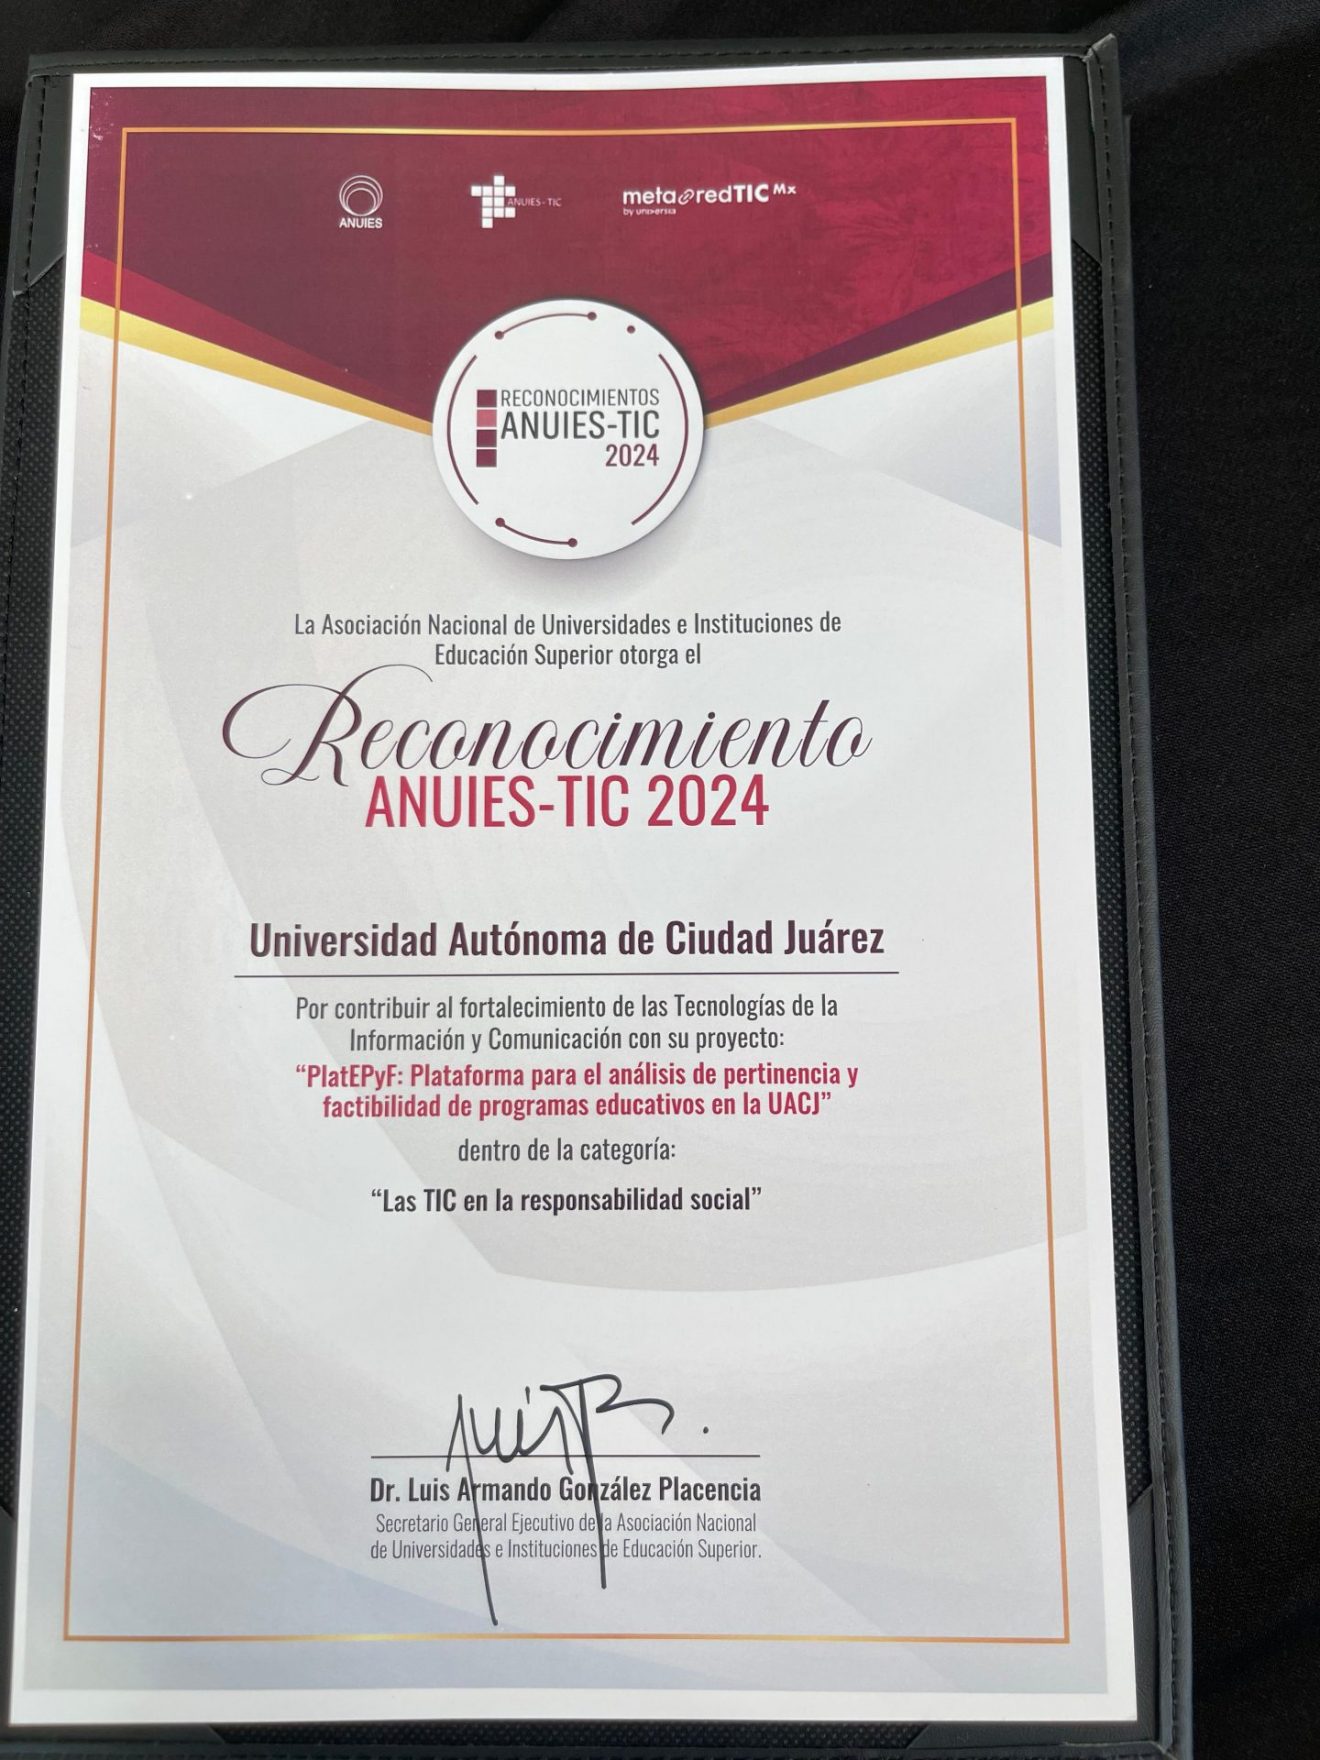 ANUIES
ANUIES-TIC
metaredTIC Mx
by universia
RECONOCIMIENTOS
ANUIES-TIC
2024
La Asociación Nacional de Universidades e Instituciones de
Educación Superior otorga el
Reconocimiento
ANUIES-TIC 2024
Universidad Autónoma de Ciudad Juárez
Por contribuir al fortalecimiento de las Tecnologías de la
Información y Comunicación con su proyecto:
“PlatEPyF: Plataforma para el análisis de pertinencia y
factibilidad de programas educativos en la UACJ”
dentro de la categoría:
“Las TIC en la responsabilidad social”
Dr. Luis Armando González Placencia
Secretario General Ejecutivo de la Asociación Nacional
de Universidades e Instituciones de Educación Superior.